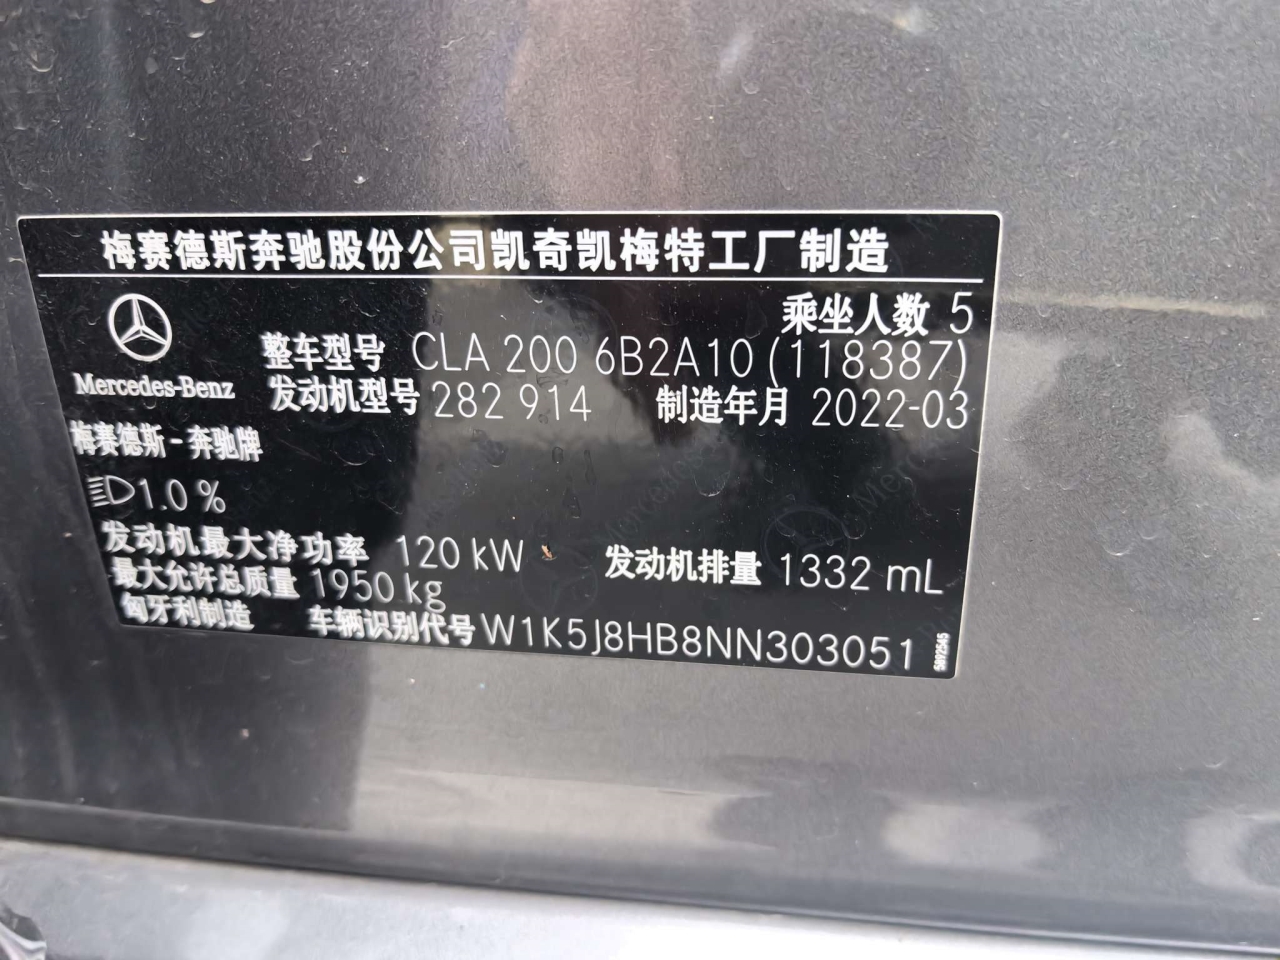 梅赛德斯奔驰股份公司凯奇凯梅特工厂制造
乘坐人数 5
整车型号 CLA 200 6B2A10 (118387)
Mercedes-Benz
发动机型号 282 914 制造年月 2022-03
梅赛德斯-奔驰牌
1.0 %
发动机最大净功率 120 kW 发动机排量 1332 mL
最大允许总质量 1950 kg
匈牙利制造 车辆识别代号 W1K5J8HB8NN303051
5892545